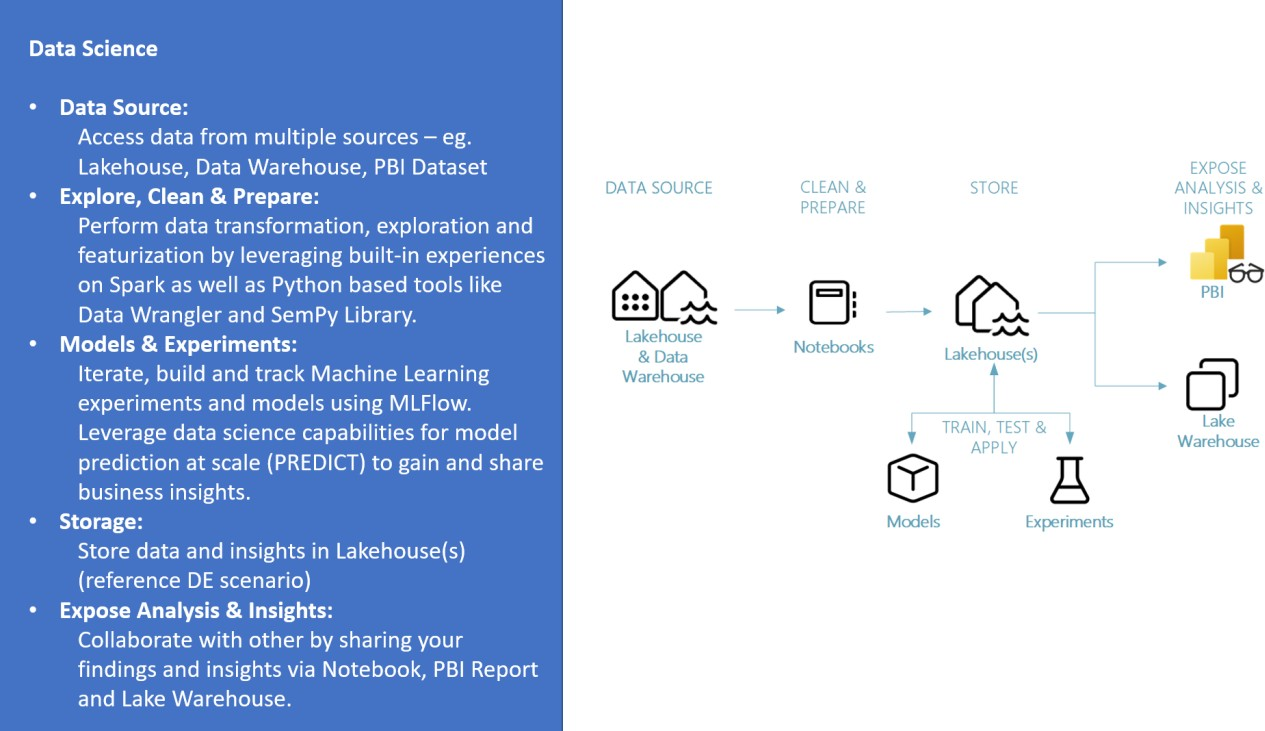 Data Science
• Data Source:
Access data from multiple sources – eg.
Lakehouse, Data Warehouse, PBI Dataset
• Explore, Clean & Prepare:
Perform data transformation, exploration and
featurization by leveraging built-in experiences
on Spark as well as Python based tools like
Data Wrangler and SemPy Library.
• Models & Experiments:
Iterate, build and track Machine Learning
experiments and models using MLFlow.
Leverage data science capabilities for model
prediction at scale (PREDICT) to gain and share
business insights.
• Storage:
Store data and insights in Lakehouse(s)
(reference DE scenario)
• Expose Analysis & Insights:
Collaborate with other by sharing your
findings and insights via Notebook, PBI Report
and Lake Warehouse.
DATA SOURCE
CLEAN &
PREPARE
STORE
EXPOSE
ANALYSIS &
INSIGHTS
Lakehouse
& Data
Warehouse
Notebooks
Lakehouse(s)
PBI
Lake
Warehouse
TRAIN, TEST &
APPLY
Models
Experiments